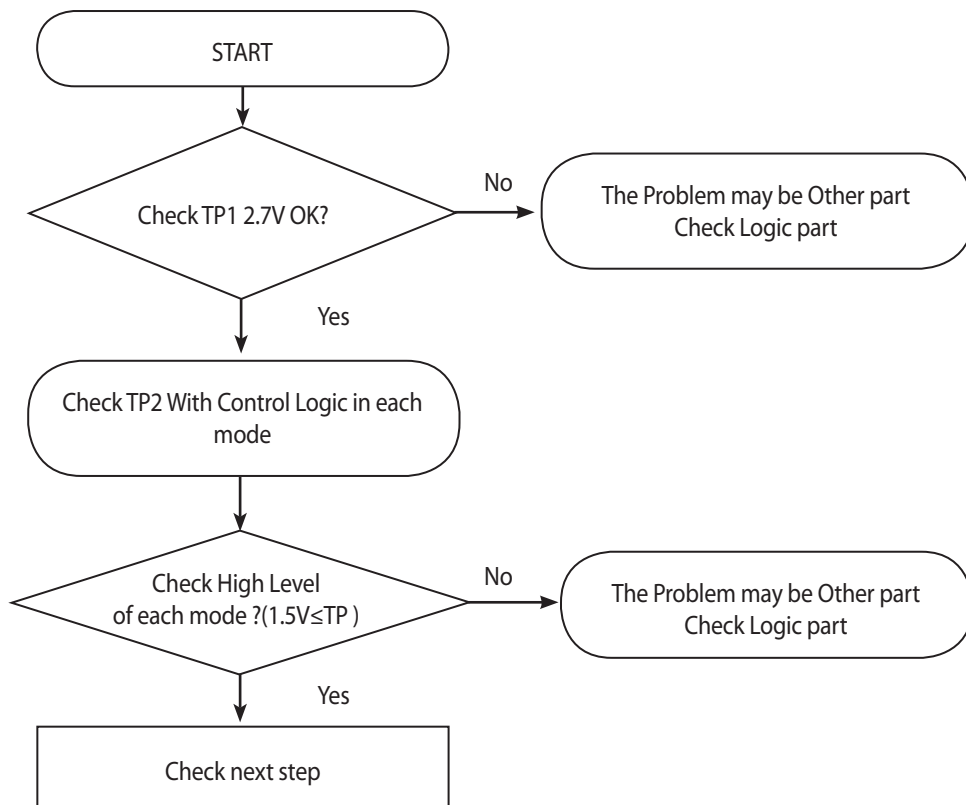 START
Check TP1 2.7V OK?
No
The Problem may be Other part
Check Logic part
Yes
Check TP2 With Control Logic in each
mode
Check High Level
of each mode ?(1.5V≤TP )
No
The Problem may be Other part
Check Logic part
Yes
Check next step